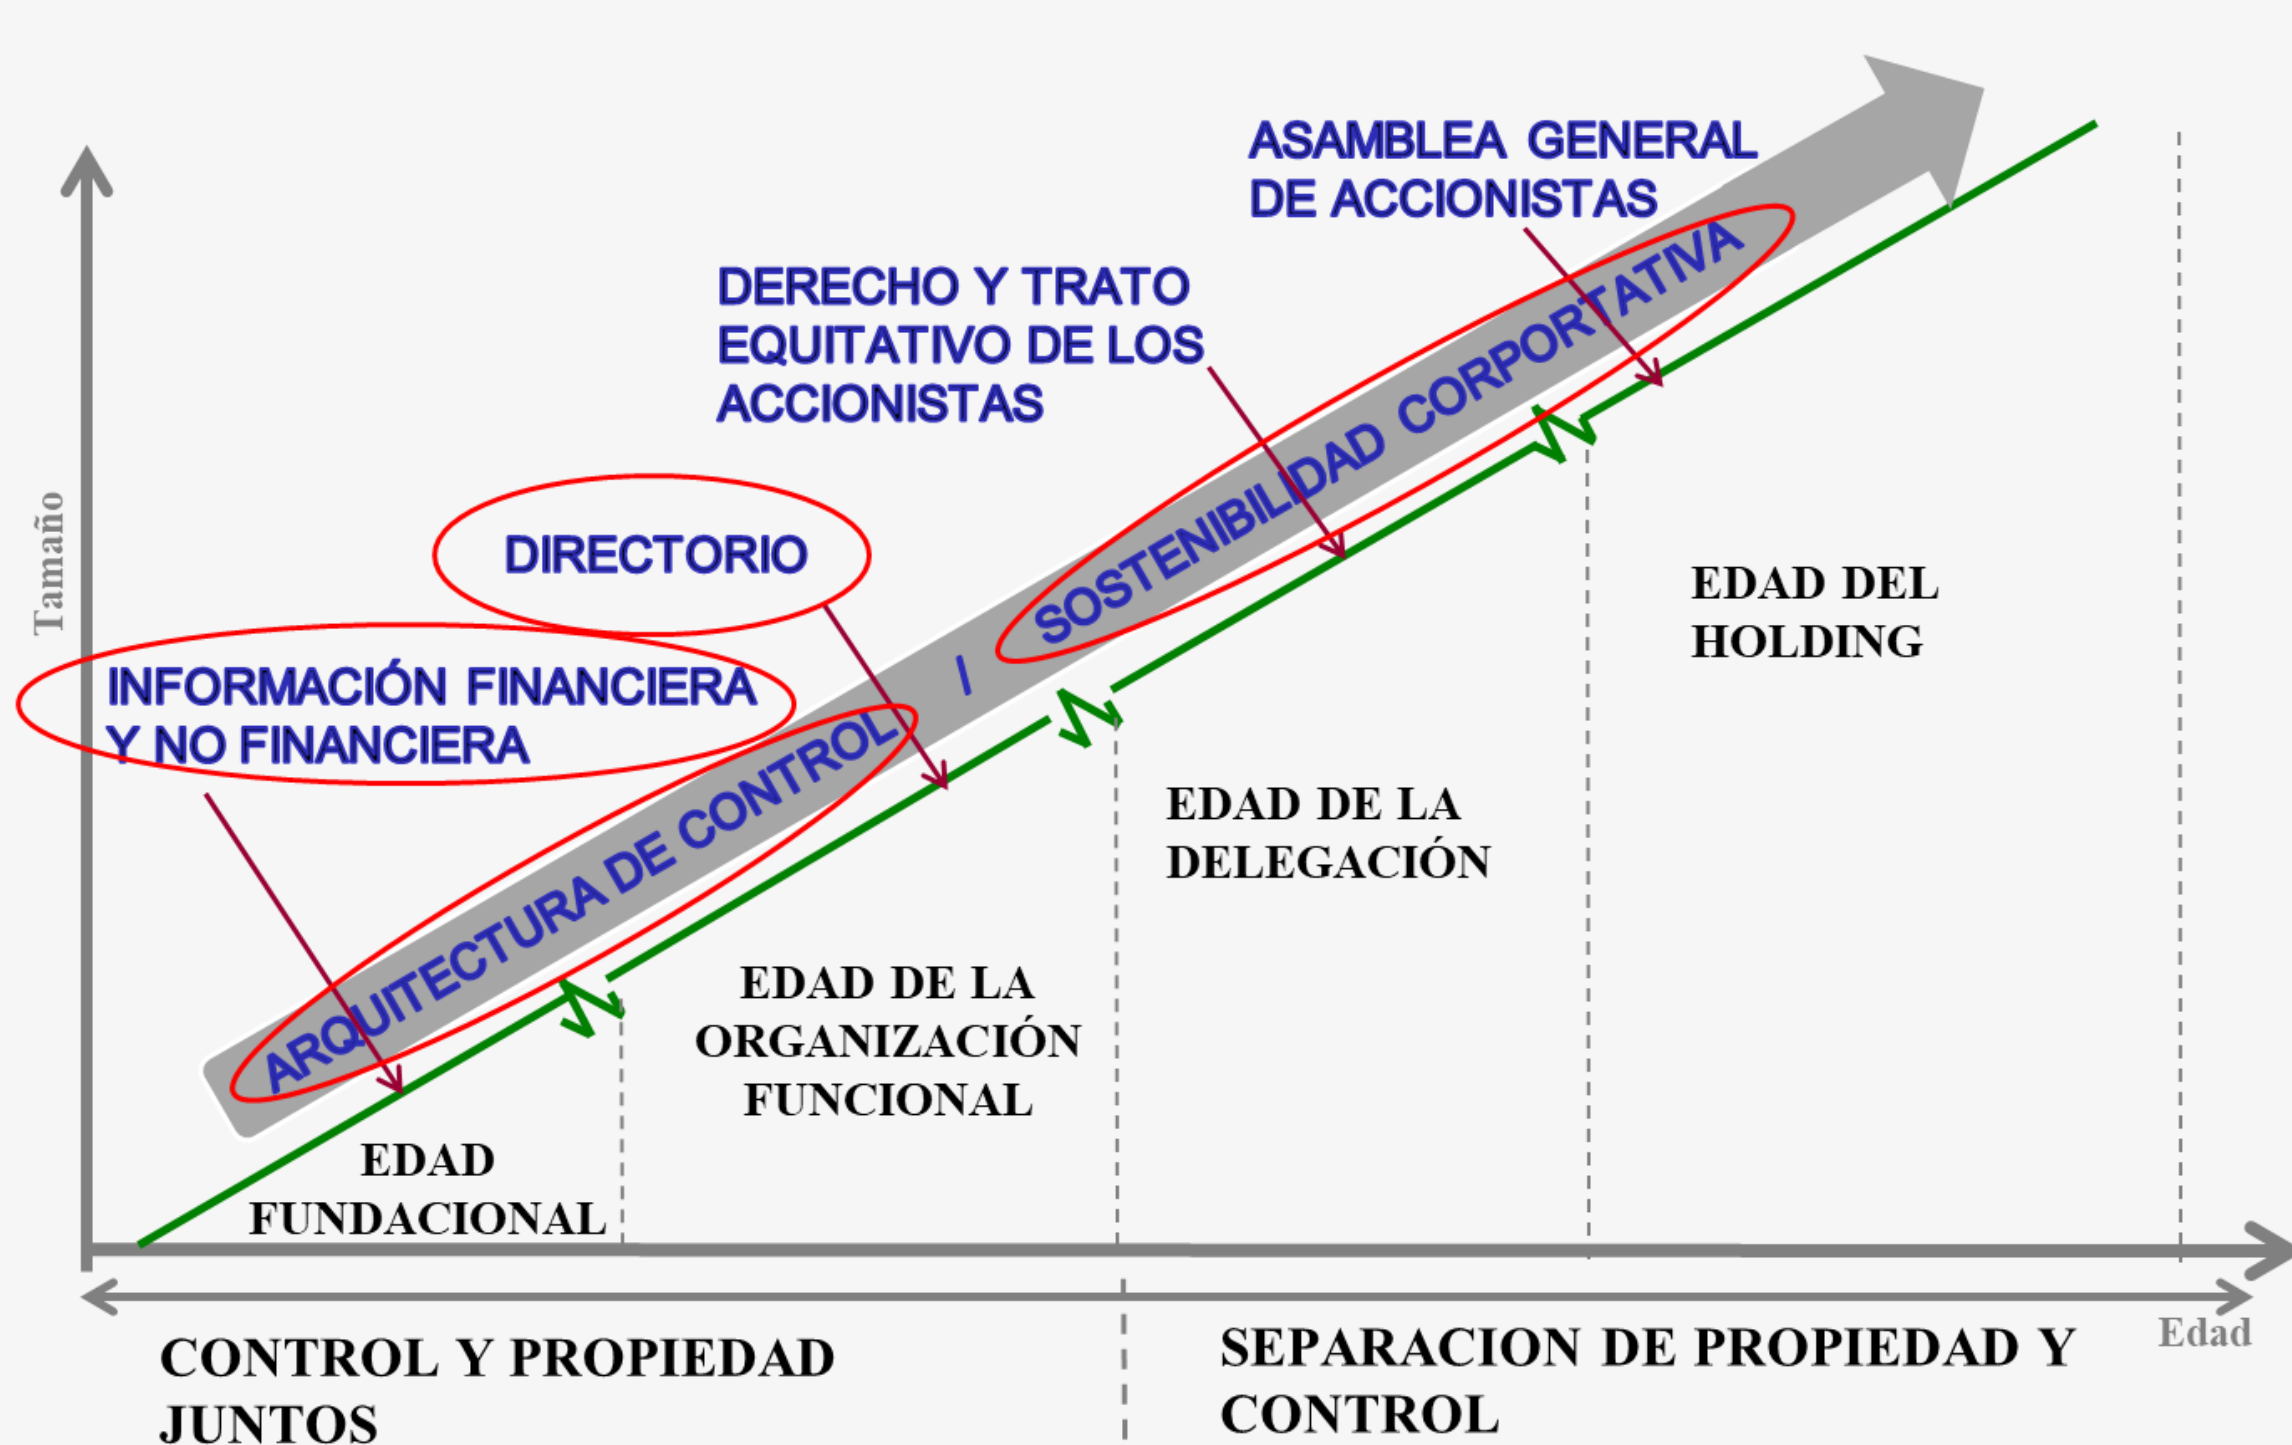 ASAMBLEA GENERAL
DE ACCIONISTAS
DERECHO Y TRATO
EQUITATIVO DE LOS
ACCIONISTAS
DIRECTORIO
INFORMACIÓN FINANCIERA
Y NO FINANCIERA
ARQUITECTURA DE CONTROL / SOSTENIBILIDAD CORPORTATIVA
Tamaño
EDAD DEL
HOLDING
EDAD DE LA
DELEGACIÓN
EDAD DE LA
ORGANIZACIÓN
FUNCIONAL
EDAD
FUNDACIONAL
Edad
CONTROL Y PROPIEDAD
JUNTOS
SEPARACION DE PROPIEDAD Y
CONTROL